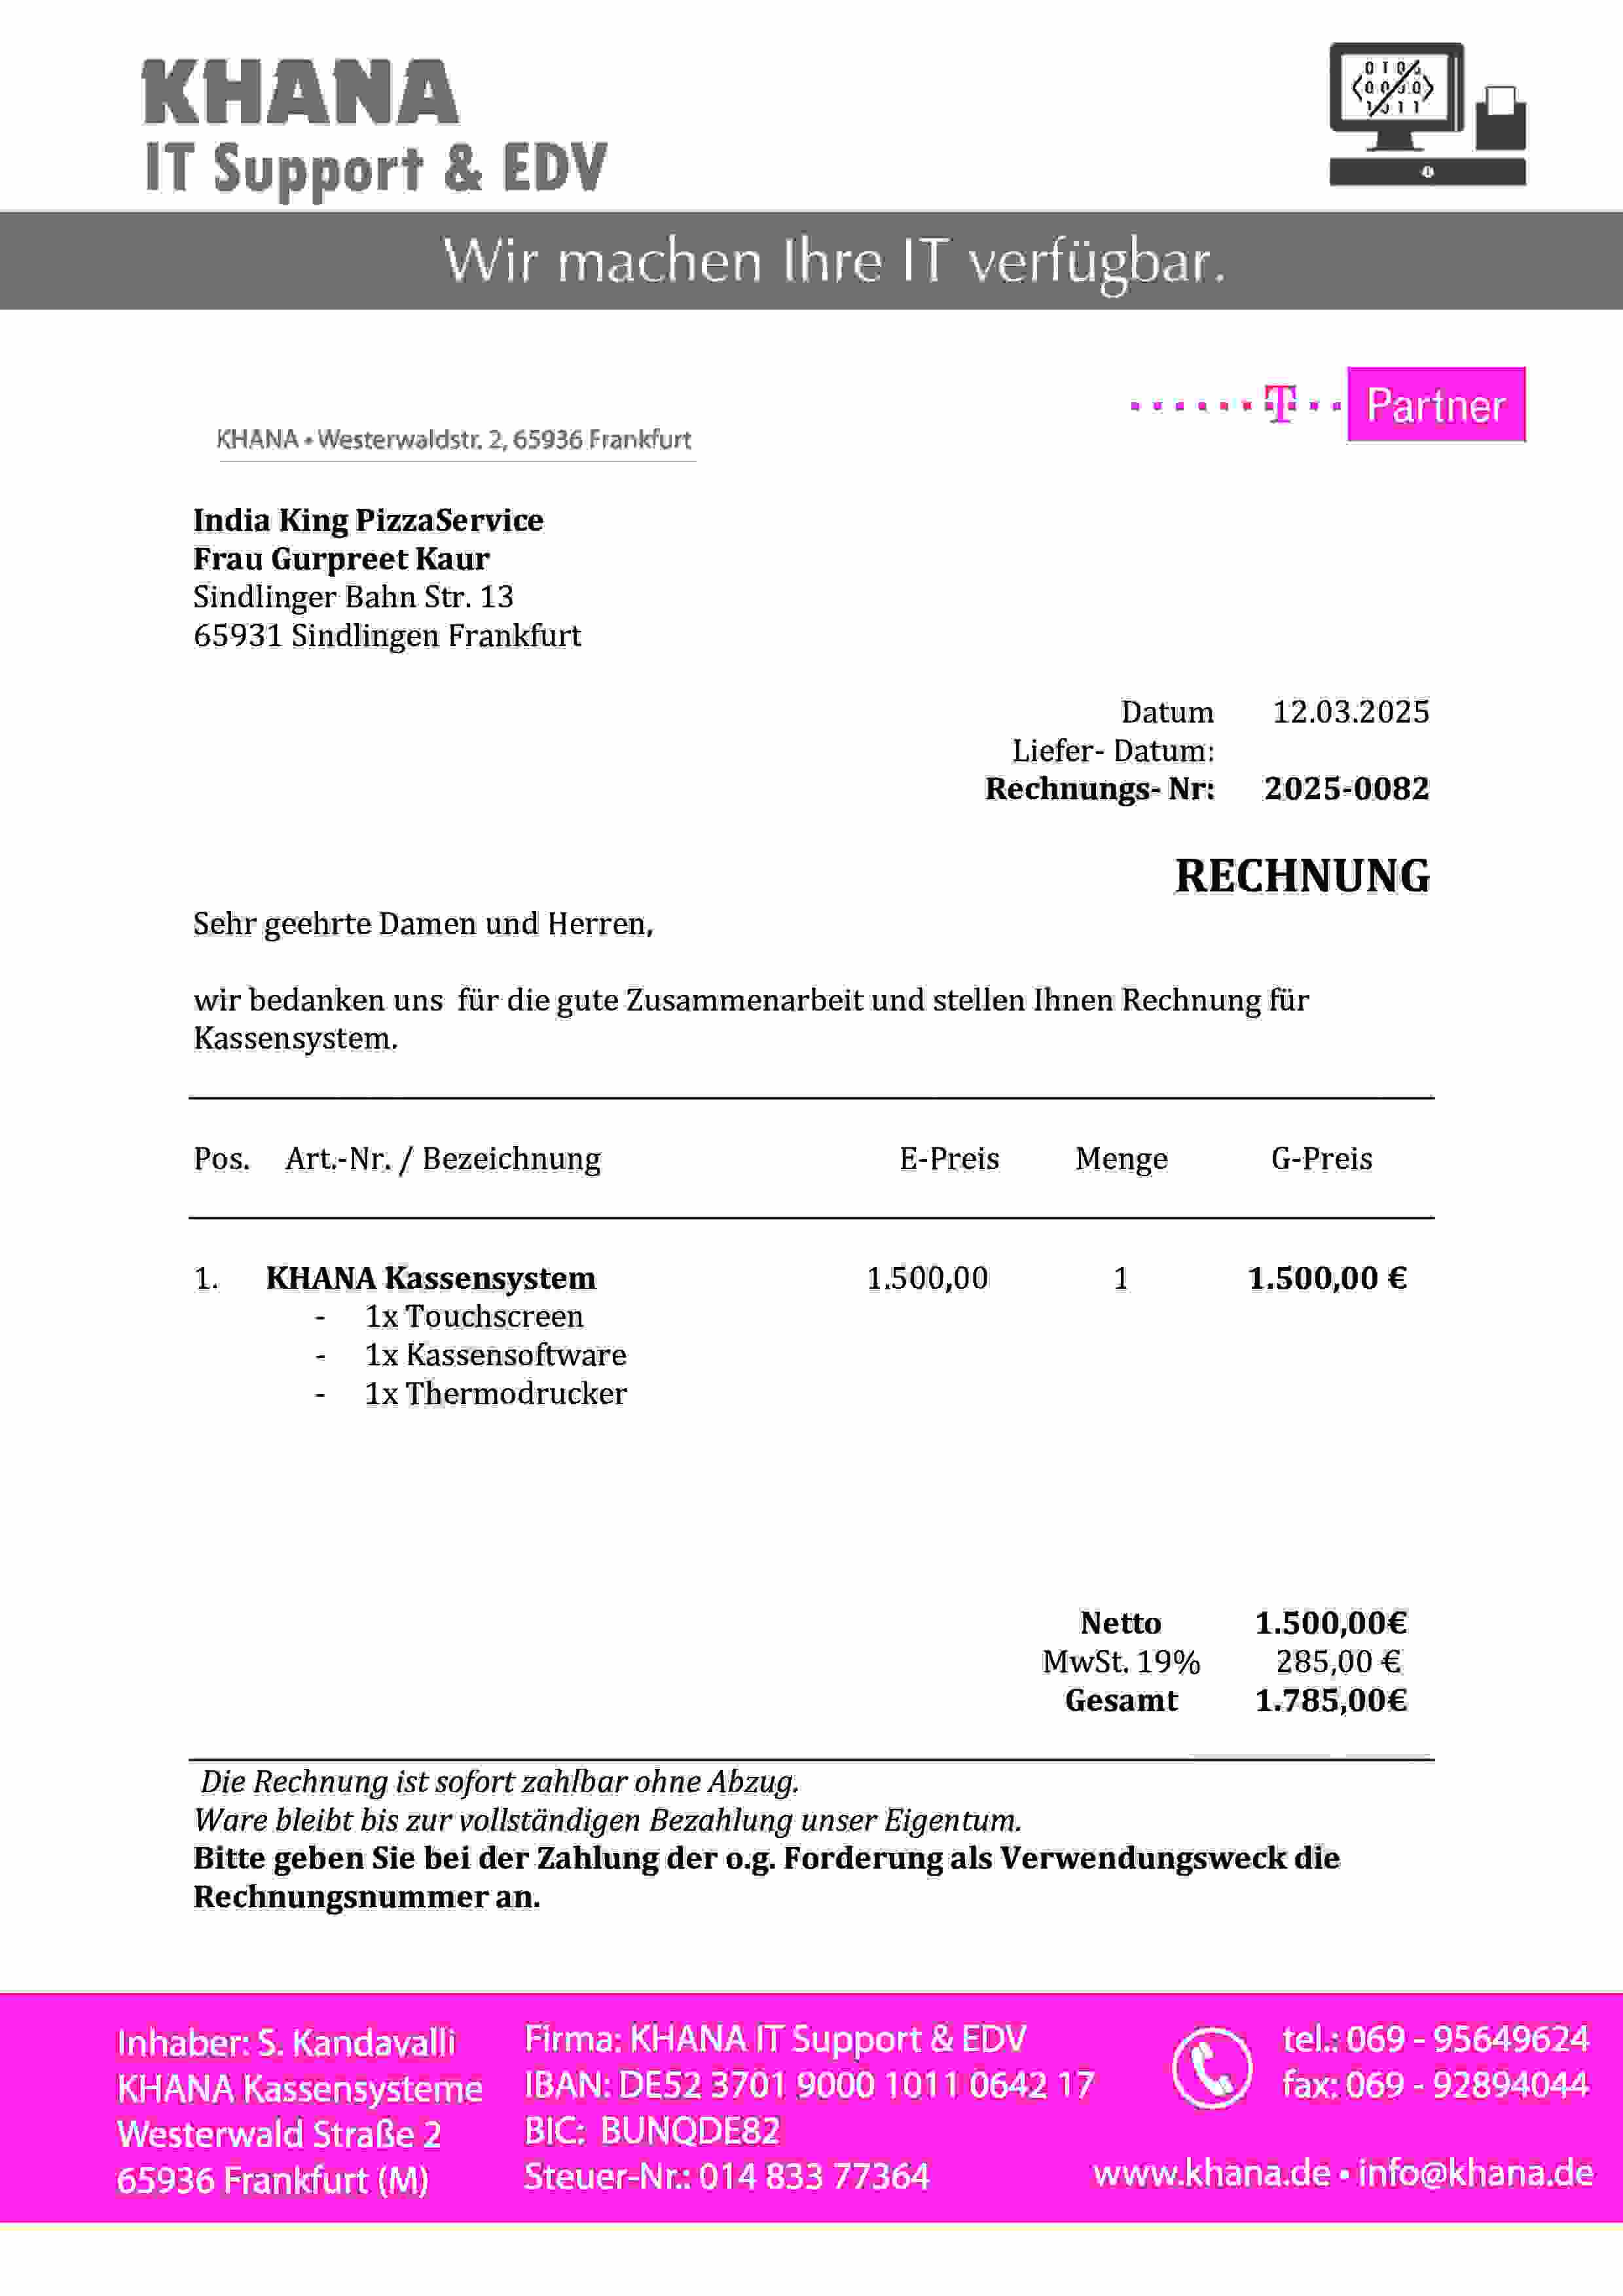 KHANA
IT Support & EDV
Wir machen Ihre IT verfügbar.
T Partner
KHANA • Westerwaldstr. 2, 65936 Frankfurt
India King PizzaService
Frau Gurpreet Kaur
Sindlinger Bahn Str. 13
65931 Sindlingen Frankfurt
Datum 12.03.2025
Liefer- Datum:
Rechnungs- Nr: 2025-0082
RECHNUNG
Sehr geehrte Damen und Herren,
wir bedanken uns für die gute Zusammenarbeit und stellen Ihnen Rechnung für
Kassensystem.
Pos. Art.-Nr. / Bezeichnung E-Preis Menge G-Preis
1. KHANA Kassensystem 1.500,00 1 1.500,00 €
- 1x Touchscreen
- 1x Kassensoftware
- 1x Thermodrucker
Netto 1.500,00€
MwSt. 19% 285,00 €
Gesamt 1.785,00€
Die Rechnung ist sofort zahlbar ohne Abzug.
Ware bleibt bis zur vollständigen Bezahlung unser Eigentum.
Bitte geben Sie bei der Zahlung der o.g. Forderung als Verwendungsweck die
Rechnungsnummer an.
Inhaber: S. Kandavalli
KHANA Kassensysteme
Westerwald Straße 2
65936 Frankfurt (M)
Firma: KHANA IT Support & EDV
IBAN: DE52 3701 9000 1011 0642 17
BIC: BUNQDE82
Steuer-Nr.: 014 833 77364
tel.: 069 - 95649624
fax: 069 - 92894044
www.khana.de • info@khana.de